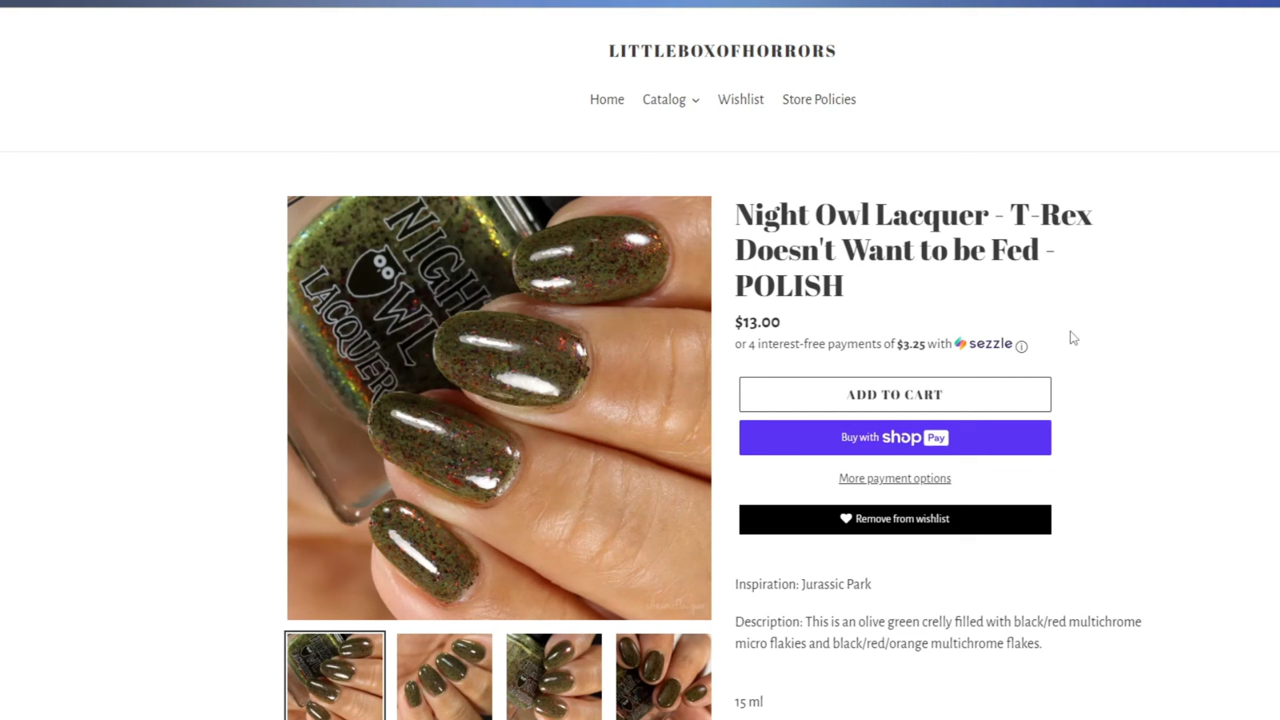 LITTLEBOXOFHORRORS
Home Catalog Wishlist Store Policies
NIGHT
OWL
LACQUER
Night Owl Lacquer - T-Rex
Doesn't Want to be Fed -
POLISH
$13.00
or 4 interest-free payments of $3.25 with sezzle
ADD TO CART
Buy with shop Pay
More payment options
Remove from wishlist
Inspiration: Jurassic Park
Description: This is an olive green crelly filled with black/red multichrome
micro flakies and black/red/orange multichrome flakes.
15 ml